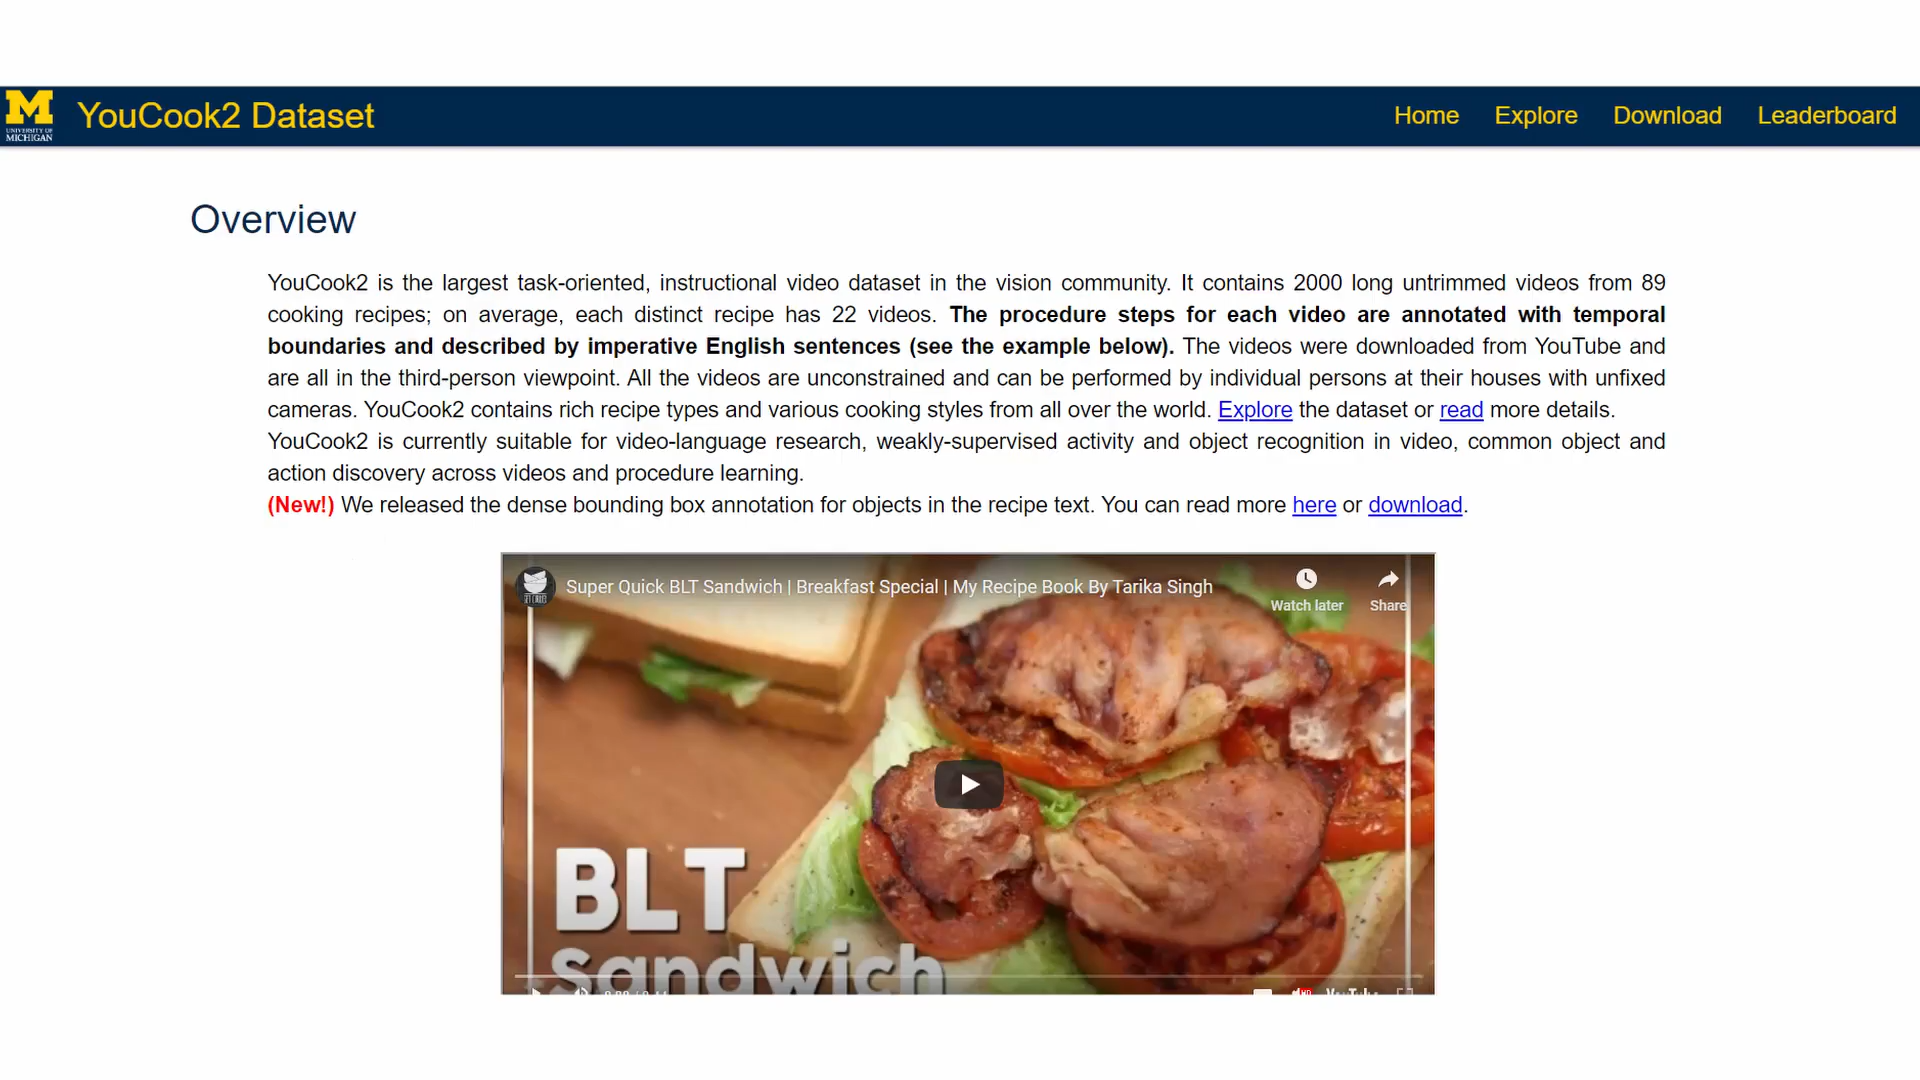 UNIVERSITY OF
MICHIGAN
YouCook2 Dataset
Home Explore Download Leaderboard
Overview
YouCook2 is the largest task-oriented, instructional video dataset in the vision community. It contains 2000 long untrimmed videos from 89
cooking recipes; on average, each distinct recipe has 22 videos. The procedure steps for each video are annotated with temporal
boundaries and described by imperative English sentences (see the example below). The videos were downloaded from YouTube and
are all in the third-person viewpoint. All the videos are unconstrained and can be performed by individual persons at their houses with unfixed
cameras. YouCook2 contains rich recipe types and various cooking styles from all over the world. Explore the dataset or read more details.
YouCook2 is currently suitable for video-language research, weakly-supervised activity and object recognition in video, common object and
action discovery across videos and procedure learning.
(New!) We released the dense bounding box annotation for objects in the recipe text. You can read more here or download.
Super Quick BLT Sandwich | Breakfast Special | My Recipe Book By Tarika Singh
Watch later Share
BLT
Sandwich
YouTube